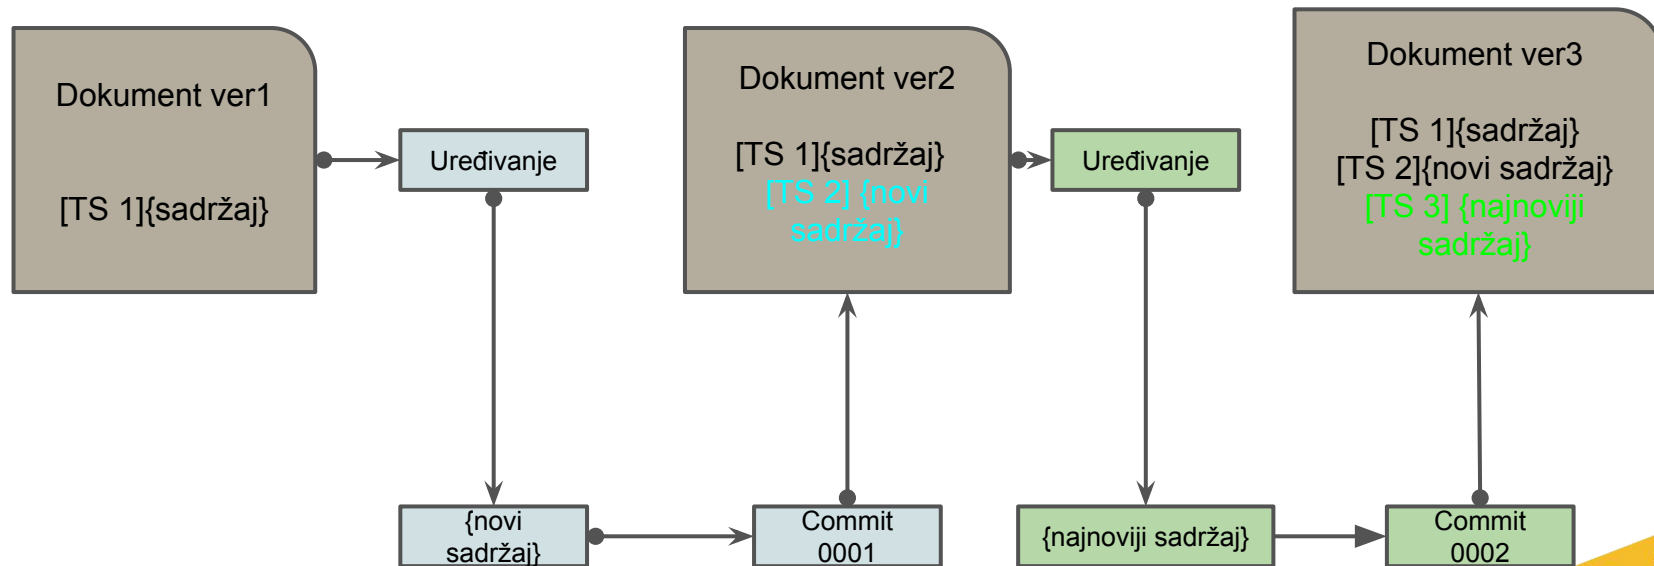 Dokument ver1
[TS 1]{sadržaj}
Uređivanje
{novi
sadržaj}
Commit
0001
Dokument ver2
[TS 1]{sadržaj}
[TS 2] {novi
sadržaj}
Uređivanje
{najnoviji sadržaj}
Commit
0002
Dokument ver3
[TS 1]{sadržaj}
[TS 2]{novi sadržaj}
[TS 3] {najnoviji
sadržaj}